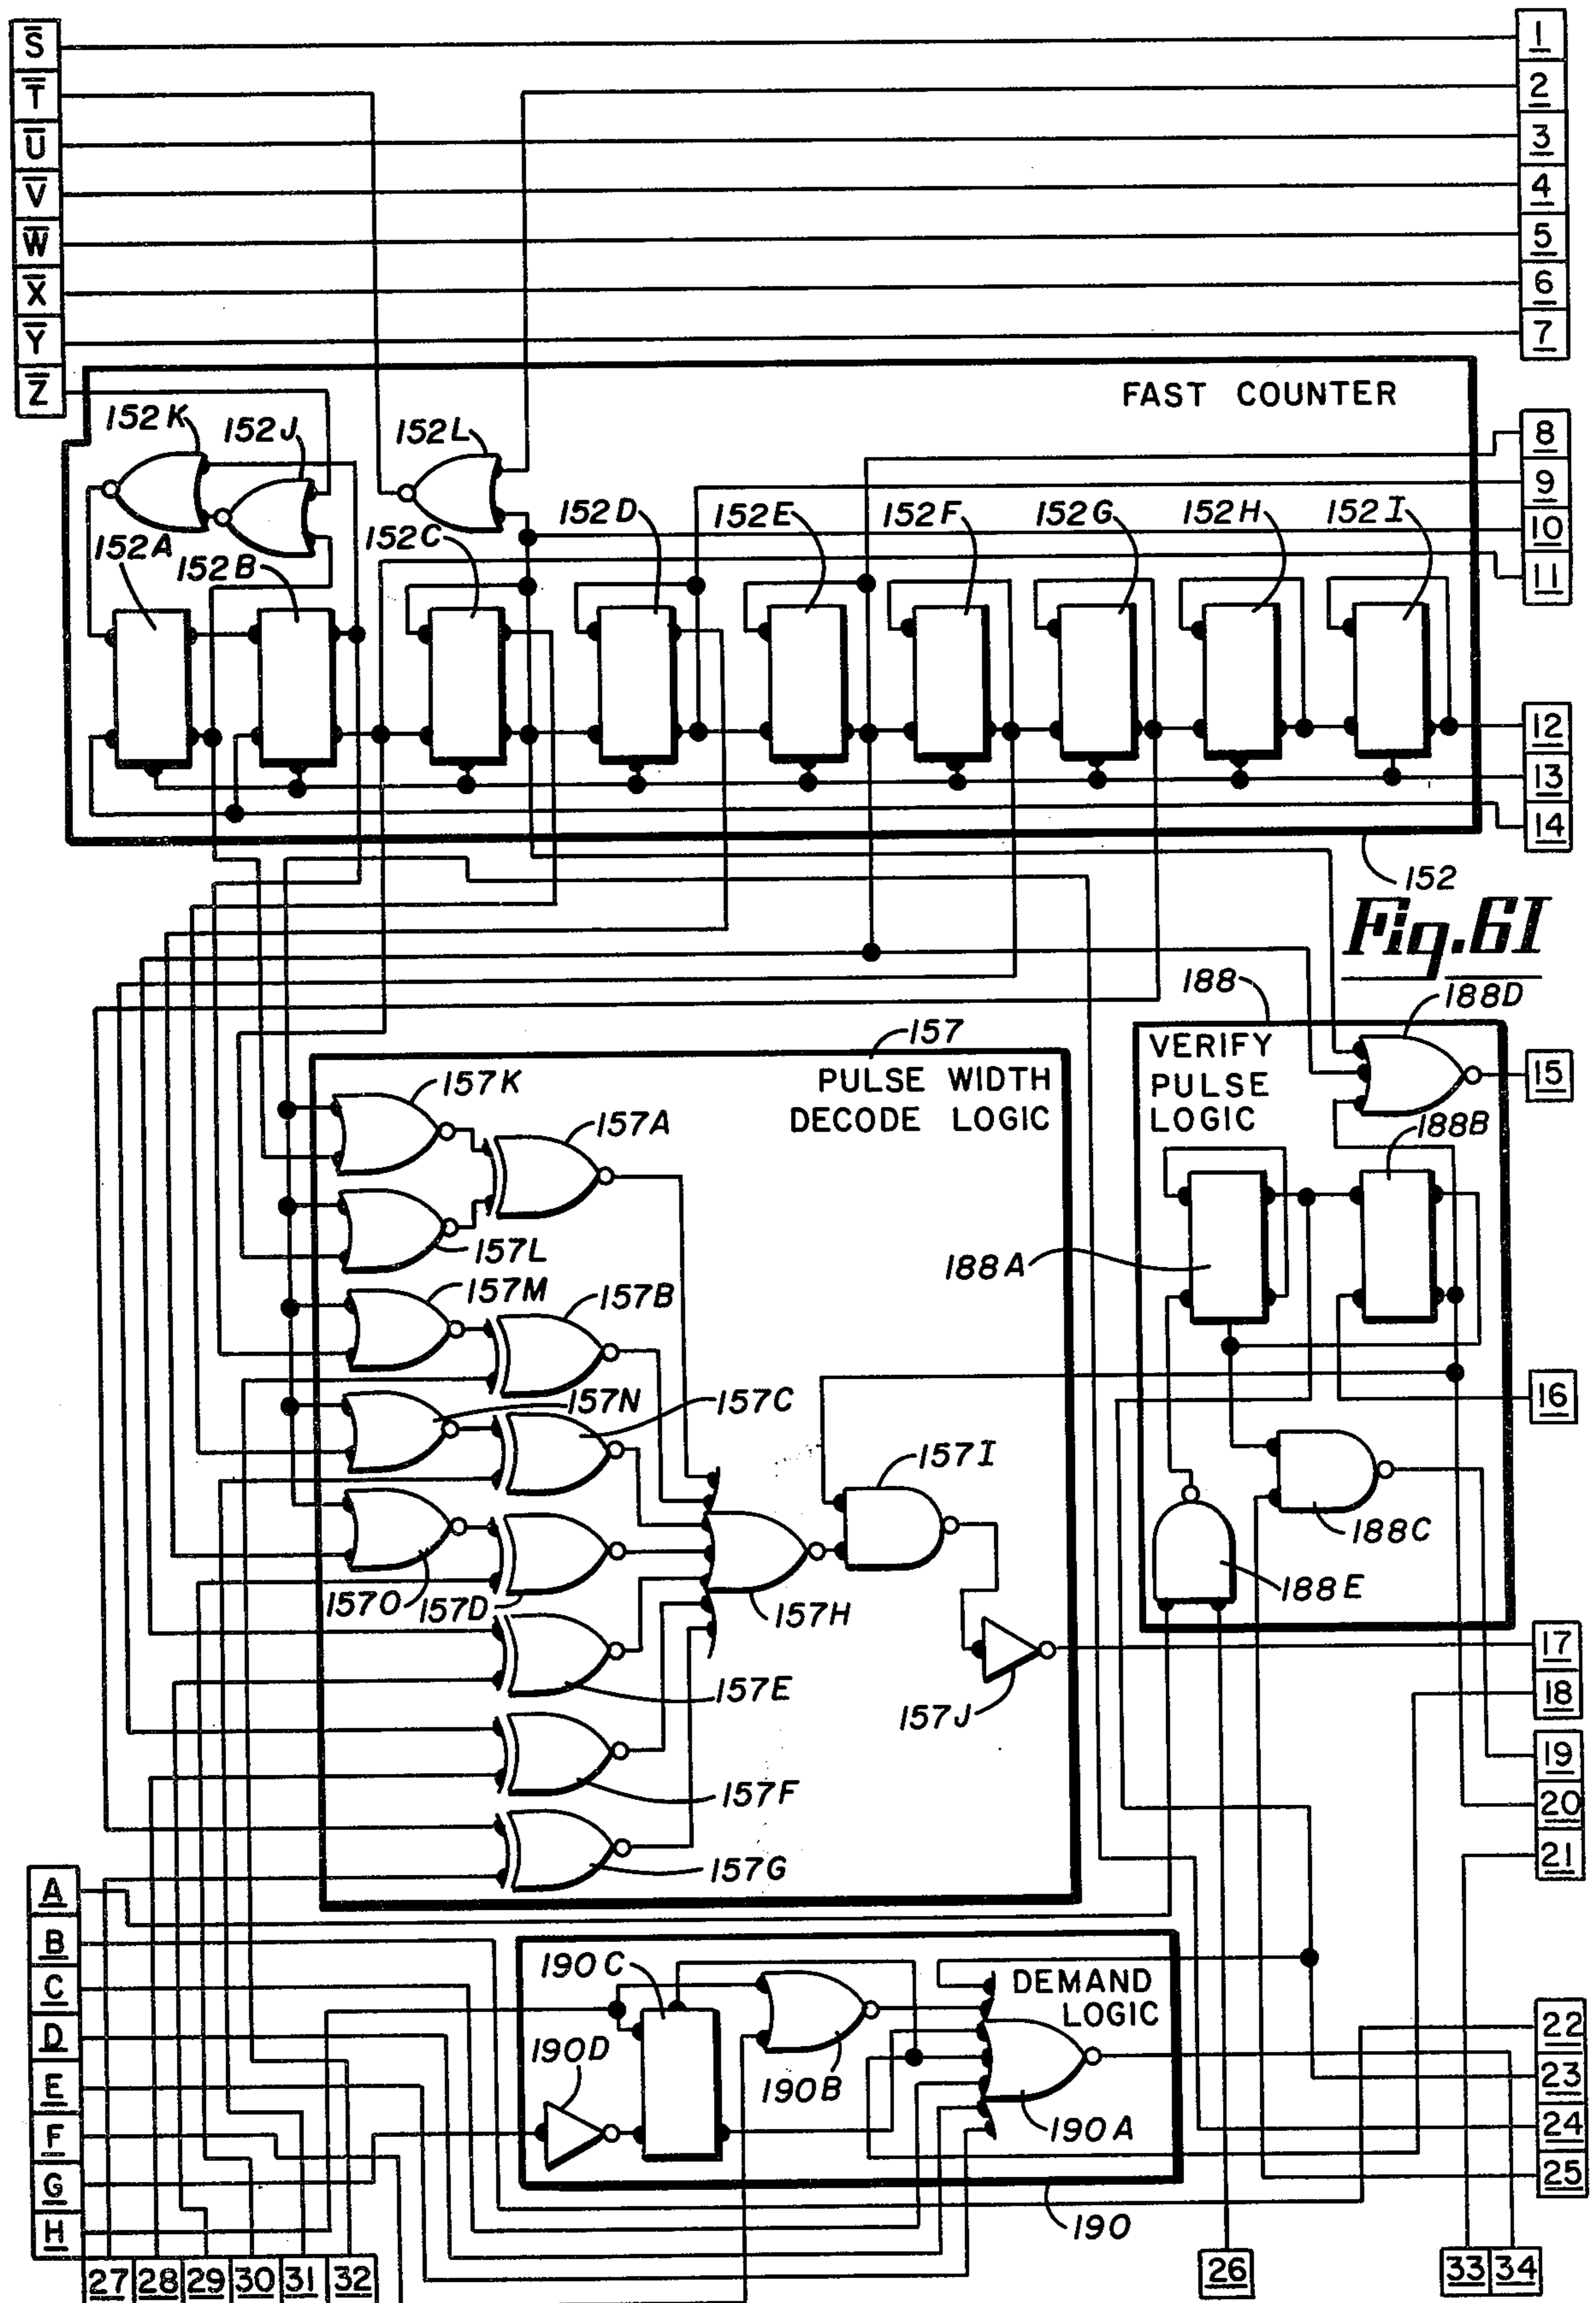 S̅
1
T̅
2
U̅
3
V̅
4
W̅
5
X̅
6
Y̅
7
Z̅
FAST COUNTER
152K
152J
152L
8
9
152D
152E
152F
152G
152H
152I
10
152A
152B
152C
11
12
13
14
152
Fig.6I
188
188D
157
VERIFY
PULSE
LOGIC
15
PULSE WIDTH
DECODE LOGIC
157K
157A
188B
157L
188A
157M
157B
157N
157C
16
157I
188C
157O
157D
157H
188E
17
157E
157J
18
19
157F
20
157G
21
A
B
190C
DEMAND
LOGIC
C
D
190D
190B
22
E
23
F
190A
24
G
25
H
190
27
28
29
30
31
32
26
33
34